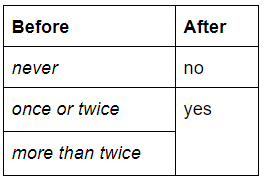 Before After
never no
once or twice yes
more than twice